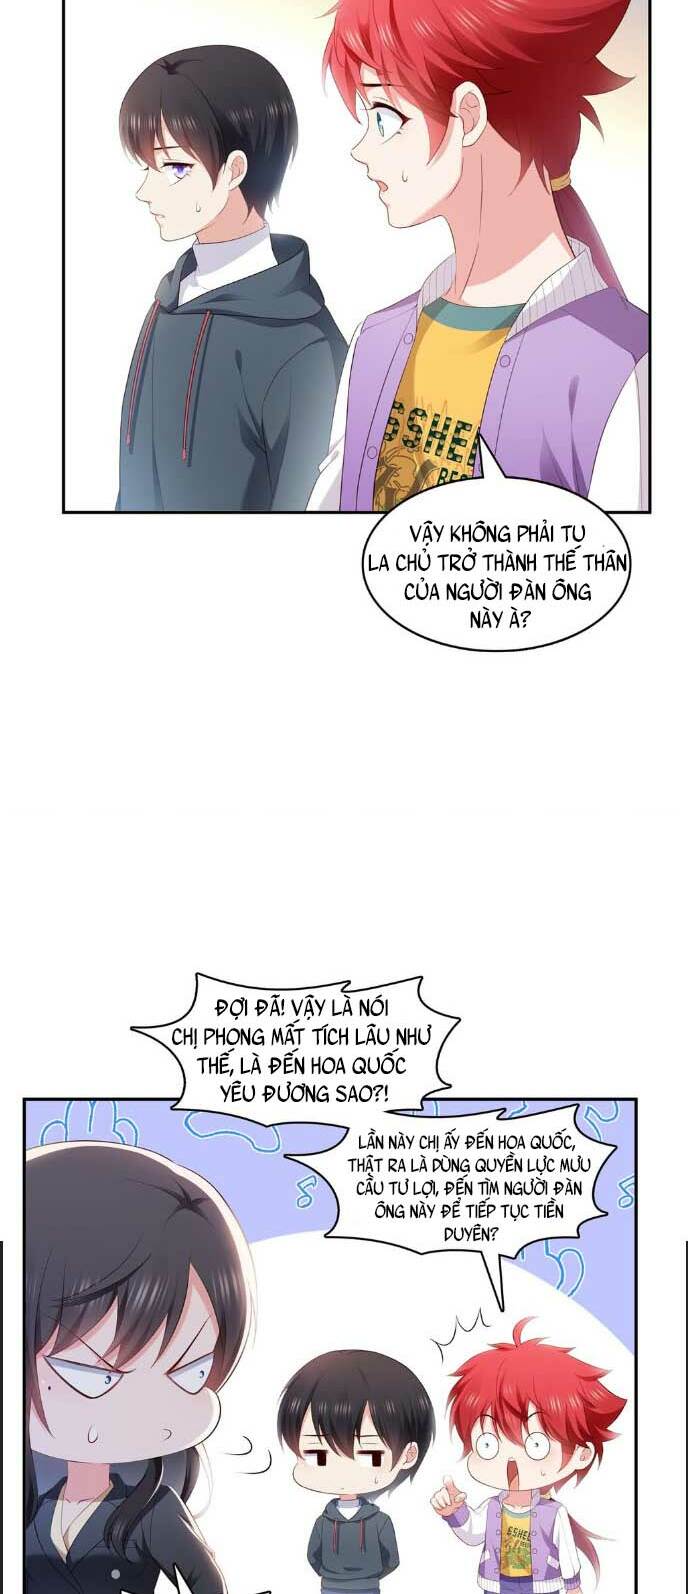 SSHEL
BES
VẬY KHÔNG PHẢI TU
LA CHỦ TRỞ THÀNH THẾ THÂN
CỦA NGƯỜI ĐÀN ÔNG
NÀY À?
ĐỢI ĐÃ! VẬY LÀ NÓI
CHỊ PHONG MẤT TÍCH LÂU NHƯ
THẾ, LÀ ĐẾN HOA QUỐC
YÊU ĐƯƠNG SAO?!
LẦN NÀY CHỊ ẤY ĐẾN HOA QUỐC,
THẬT RA LÀ DÙNG QUYỀN LỰC MƯU
CẦU TƯ LỢI, ĐẾN TÌM NGƯỜI ĐÀN
ÔNG NÀY ĐỂ TIẾP TỤC TIỀN
DUYÊN?
SSHEL